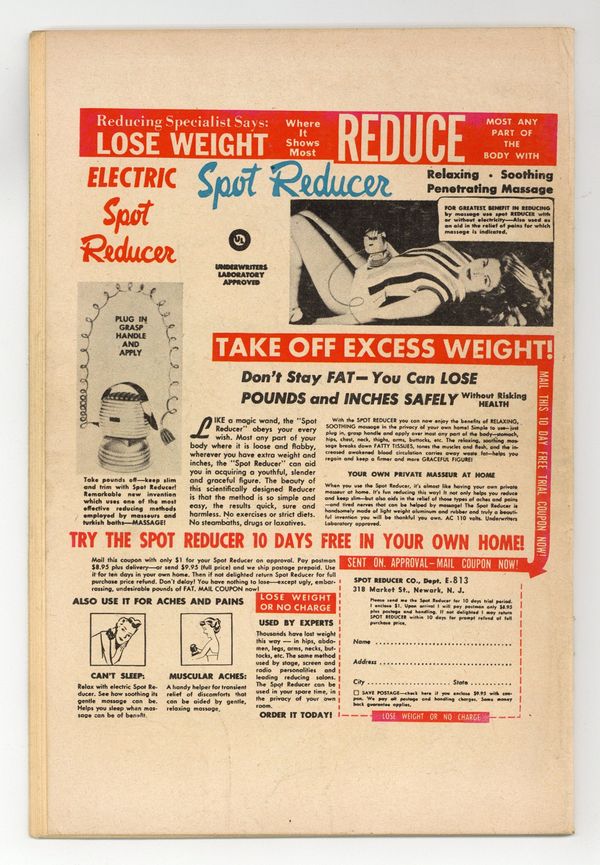 Reducing Specialist Says:
LOSE WEIGHT
Where
It
Shows
Most
REDUCE
MOST ANY
PART OF
THE
BODY WITH
ELECTRIC
Spot
Reducer
Spot Reducer
Relaxing • Soothing
Penetrating Massage
FOR GREATEST BENEFIT IN REDUCING
by massage use spot REDUCER with
or without electricity—Also used as
an aid in the relief of pains for which
massage is indicated.
UL
UNDERWRITERS
LABORATORY
APPROVED
PLUG IN
GRASP
HANDLE
AND
APPLY
Take pounds off—keep slim
and trim with Spot Reducer!
Remarkable new invention
which uses one of the most
effective reducing methods
employed by masseurs and
turkish baths—MASSAGE!
TAKE OFF EXCESS WEIGHT!
Don't Stay FAT—You Can LOSE
POUNDS and INCHES SAFELY Without Risking
HEALTH
LIKE a magic wand, the "Spot
Reducer" obeys your every
wish. Most any part of your
body where it is loose and flabby,
wherever you have extra weight and
inches, the "Spot Reducer" can aid
you in acquiring a youthful, slender
and graceful figure. The beauty of
this scientifically designed Reducer
is that the method is so simple and
easy, the results quick, sure and
harmless. No exercises or strict diets.
No steambaths, drugs or laxatives.
With the SPOT REDUCER you can now enjoy the benefits of RELAXING,
SOOTHING massage in the privacy of your own home! Simple to use—just
plug in, grasp handle and apply over most any part of the body—stomach,
hips, chest, neck, thighs, arms, buttocks, etc. The relaxing, soothing mas-
sage breaks down FATTY TISSUES, tones the muscles and flesh, and the in-
creased awakened blood circulation carries away waste fat—helps you
regain and keep a firmer and more GRACEFUL FIGURE!
YOUR OWN PRIVATE MASSEUR AT HOME
When you use the Spot Reducer, it's almost like having your own private
masseur at home. It's fun reducing this way! It not only helps you reduce
and keep slim—but also aids in the relief of those types of aches and pains
—and tired nerves that can be helped by massage! The Spot Reducer is
handsomely made of light weight aluminum and rubber and truly a beauti-
ful invention you will be thankful you own. AC 110 volts. Underwriters
Laboratory approved.
MAIL THIS 10 DAY FREE TRIAL COUPON NOW!
TRY THE SPOT REDUCER 10 DAYS FREE IN YOUR OWN HOME!
Mail this coupon with only $1 for your Spot Reducer on approval. Pay postman
$8.95 plus delivery—or send $9.95 (full price) and we ship postage prepaid. Use
it for ten days in your own home. Then if not delighted return Spot Reducer for full
purchase price refund. Don't delay! You have nothing to lose—except ugly, embar-
rassing, undesirable pounds of FAT. MAIL COUPON now!
ALSO USE IT FOR ACHES AND PAINS
CAN'T SLEEP:
Relax with electric Spot Re-
ducer. See how soothing its
gentle massage can be.
Helps you sleep when mas-
sage can be of benefit.
MUSCULAR ACHES:
A handy helper for transient
relief of discomforts that
can be aided by gentle,
relaxing massage.
LOSE WEIGHT
OR NO CHARGE
USED BY EXPERTS
Thousands have lost weight
this way — in hips, abdo-
men, legs, arms, necks, but-
tocks, etc. The same method
used by stage, screen and
radio personalities and
leading reducing salons.
The Spot Reducer can be
used in your spare time, in
the privacy of your own
room.
ORDER IT TODAY!
SENT ON APPROVAL—MAIL COUPON NOW!
SPOT REDUCER CO., Dept. E-813
318 Market St., Newark, N. J.
Please send me the Spot Reducer for 10 days trial period.
I enclose $1. Upon arrival I will pay postman only $8.95
plus postage and handling. If not delighted I may return
SPOT REDUCER within 10 days for prompt refund of full
purchase price.
Name
Address
City State
SAVE POSTAGE—check here if you enclose $9.95 with cou-
pon. We pay all postage and handling charges. Same money
back guarantee applies.
LOSE WEIGHT OR NO CHARGE